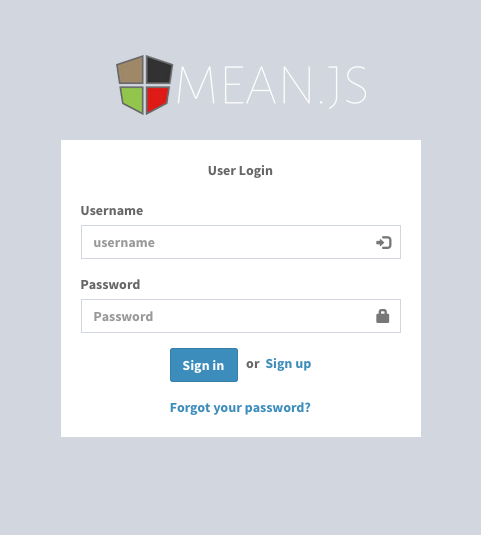 MEAN.JS
User Login
Username
username
Password
Password
Sign in or Sign up
Forgot your password?